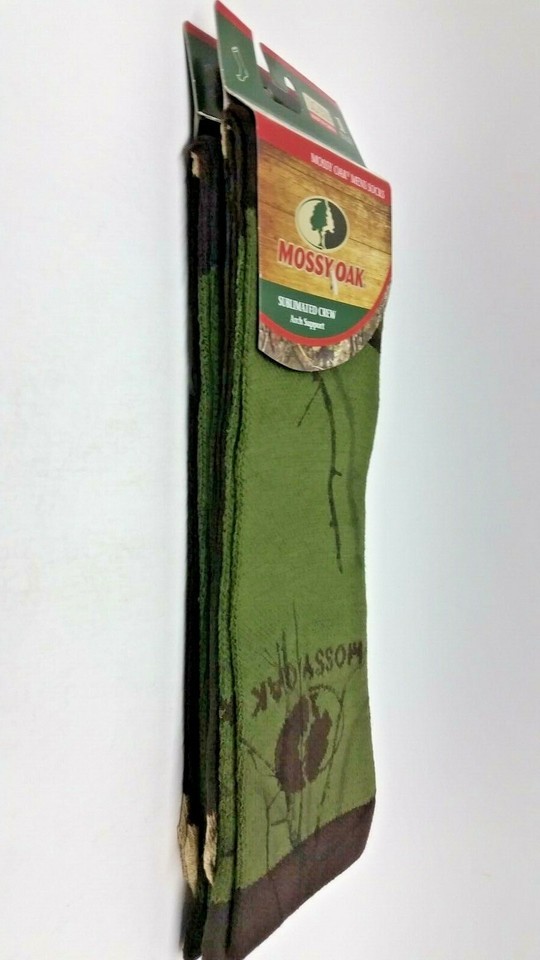 MOSSY OAK® MENS SOCKS
MOSSY OAK
SUBLIMATED CREW
Arch Support
MOSSY OAK